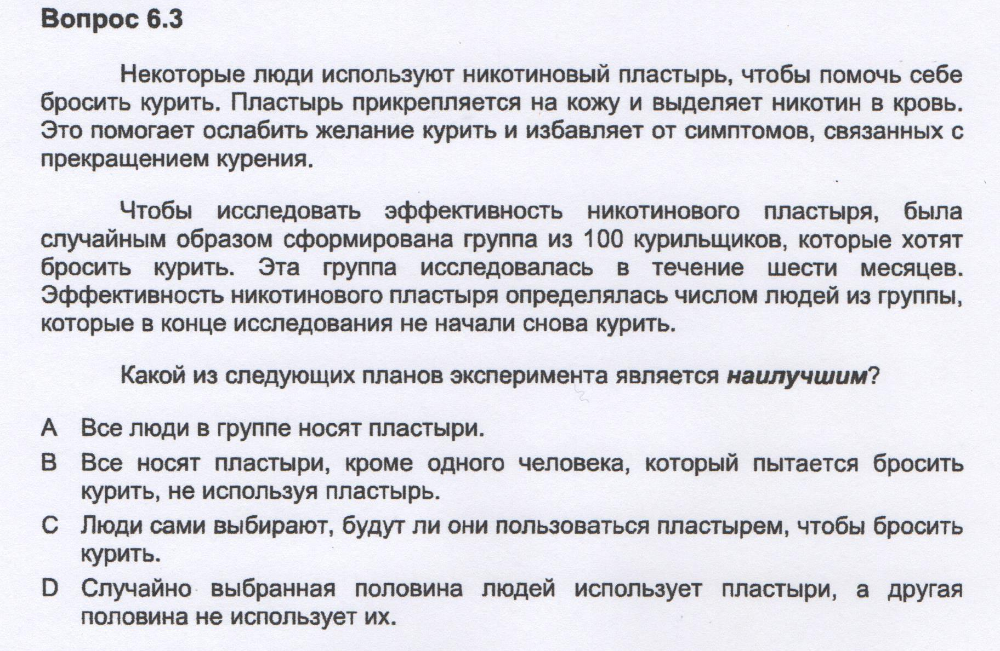 Вопрос 6.3
Некоторые люди используют никотиновый пластырь, чтобы помочь себе
бросить курить. Пластырь прикрепляется на кожу и выделяет никотин в кровь.
Это помогает ослабить желание курить и избавляет от симптомов, связанных с
прекращением курения.
Чтобы исследовать эффективность никотинового пластыря, была
случайным образом сформирована группа из 100 курильщиков, которые хотят
бросить курить. Эта группа исследовалась в течение шести месяцев.
Эффективность никотинового пластыря определялась числом людей из группы,
которые в конце исследования не начали снова курить.
Какой из следующих планов эксперимента является наилучшим?
A Все люди в группе носят пластыри.
B Все носят пластыри, кроме одного человека, который пытается бросить
курить, не используя пластырь.
C Люди сами выбирают, будут ли они пользоваться пластырем, чтобы бросить
курить.
D Случайно выбранная половина людей использует пластыри, а другая
половина не использует их.